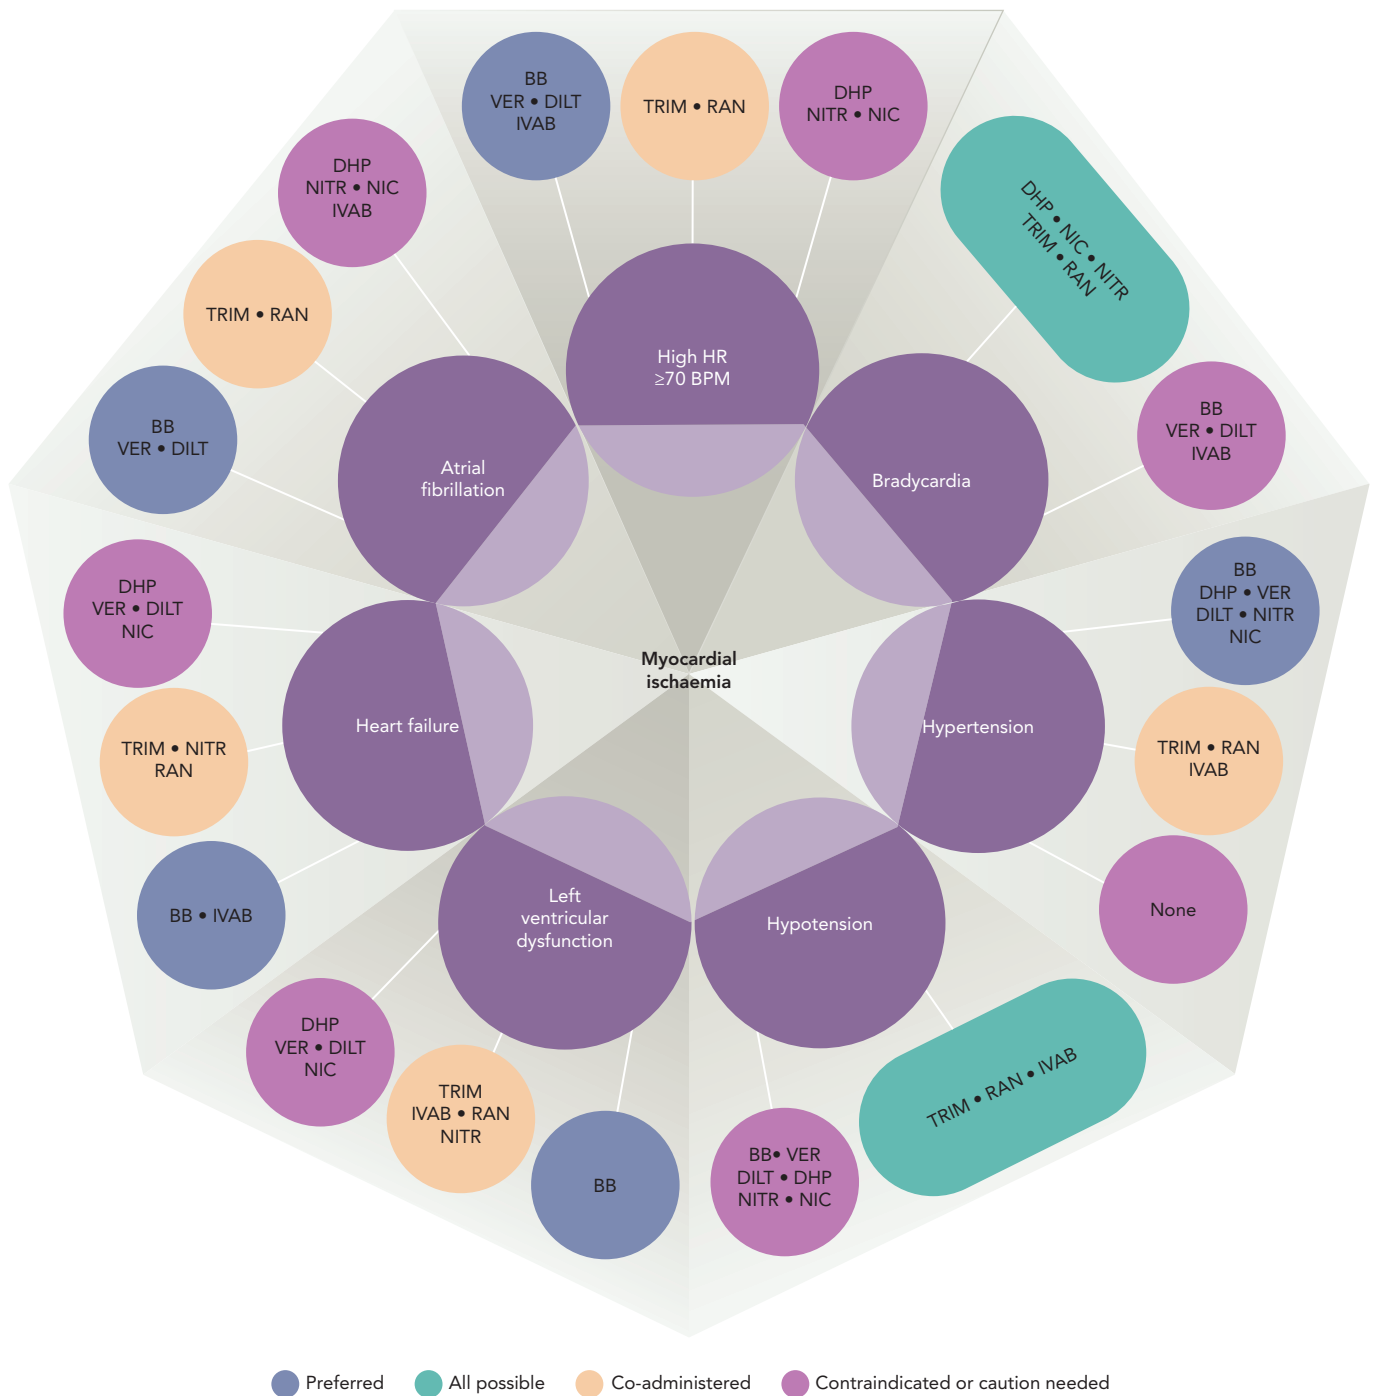 BB
VER • DILT
IVAB
TRIM • RAN
DHP
NITR • NIC
High HR
≥70 BPM
DHP • NIC • NITR
TRIM • RAN
BB
VER • DILT
IVAB
Bradycardia
BB
DHP • VER
DILT • NITR
NIC
TRIM • RAN
IVAB
None
Hypertension
TRIM • RAN • IVAB
BB• VER
DILT • DHP
NITR • NIC
Hypotension
BB
TRIM
IVAB • RAN
NITR
DHP
VER • DILT
NIC
Left
ventricular
dysfunction
BB • IVAB
TRIM • NITR
RAN
DHP
VER • DILT
NIC
Heart failure
BB
VER • DILT
TRIM • RAN
DHP
NITR • NIC
IVAB
Atrial
fibrillation
Myocardial
ischaemia
Preferred
All possible
Co-administered
Contraindicated or caution needed